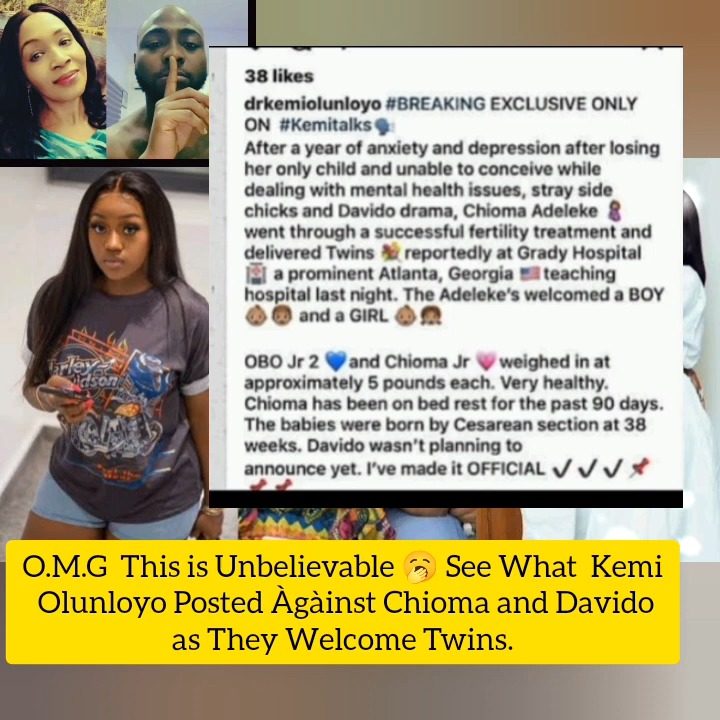 38 likes
drkemiolunloyo #BREAKING EXCLUSIVE ONLY
ON #Kemitalks🗣
After a year of anxiety and depression after losing
her only child and unable to conceive while
dealing with mental health issues, stray side
chicks and Davido drama, Chioma Adeleke 🤰🏾
went through a successful fertility treatment and
delivered Twins 💐 reportedly at Grady Hospital
🏥 a prominent Atlanta, Georgia 🇺🇸 teaching
hospital last night. The Adeleke's welcomed a BOY
👶🏽👦🏽 and a GIRL 👶🏽👧🏽
OBO Jr 2 💙 and Chioma Jr 💗 weighed in at
approximately 5 pounds each. Very healthy.
Chioma has been on bed rest for the past 90 days.
The babies were born by Cesarean section at 38
weeks. Davido wasn't planning to
announce yet. I've made it OFFICIAL ✓✓✓📌
📌📌
O.M.G This is Unbelievable 🥱 See What Kemi
Olunloyo Posted Àgàinst Chioma and Davido
as They Welcome Twins.